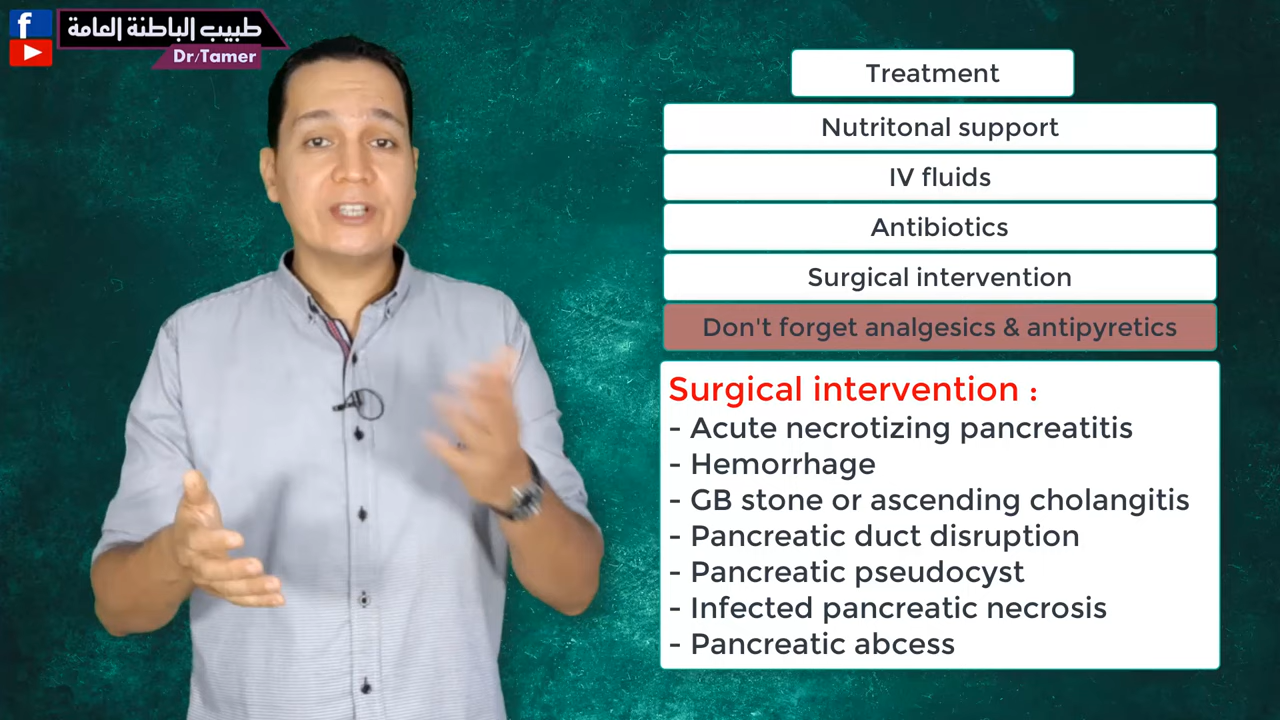 طبيب الباطنة العامة
Dr/Tamer
Treatment
Nutritonal support
IV fluids
Antibiotics
Surgical intervention
Don't forget analgesics & antipyretics
Surgical intervention :
- Acute necrotizing pancreatitis
- Hemorrhage
- GB stone or ascending cholangitis
- Pancreatic duct disruption
- Pancreatic pseudocyst
- Infected pancreatic necrosis
- Pancreatic abcess